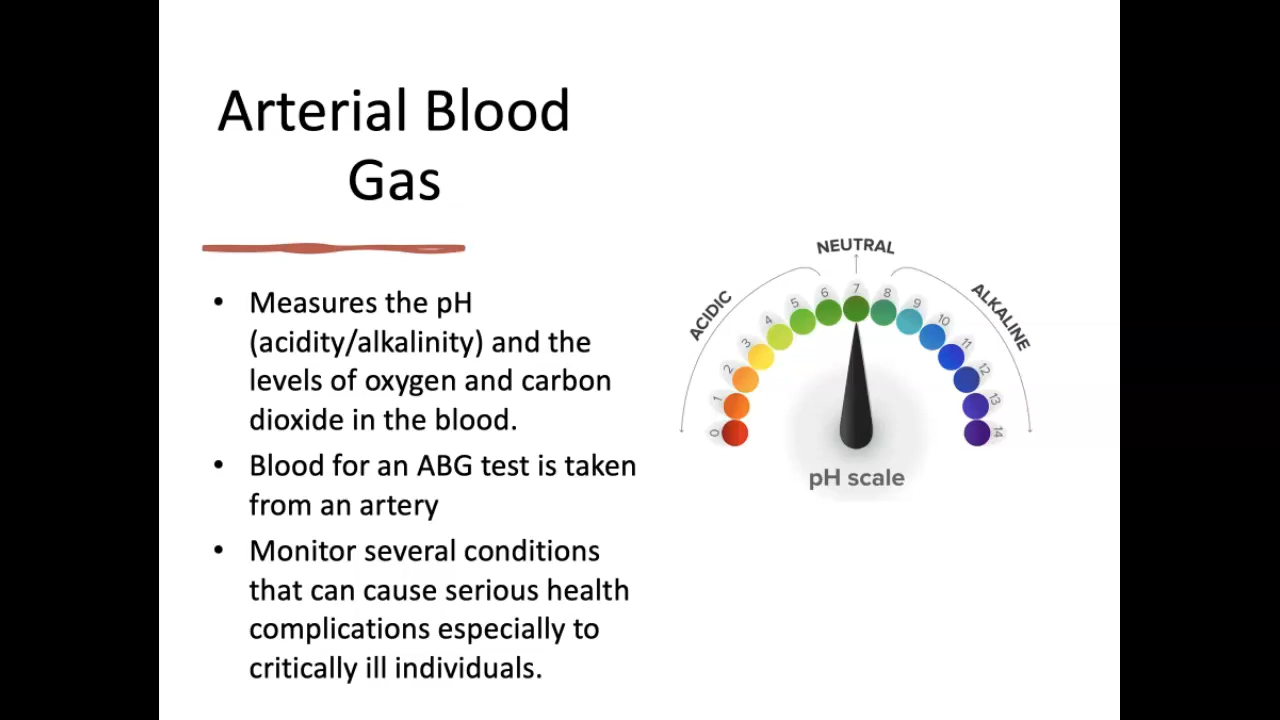 Arterial Blood
Gas
• Measures the pH
(acidity/alkalinity) and the
levels of oxygen and carbon
dioxide in the blood.
• Blood for an ABG test is taken
from an artery
• Monitor several conditions
that can cause serious health
complications especially to
critically ill individuals.
NEUTRAL
ACIDIC
ALKALINE
0
1
2
3
4
5
6
7
8
9
10
11
12
13
14
pH scale